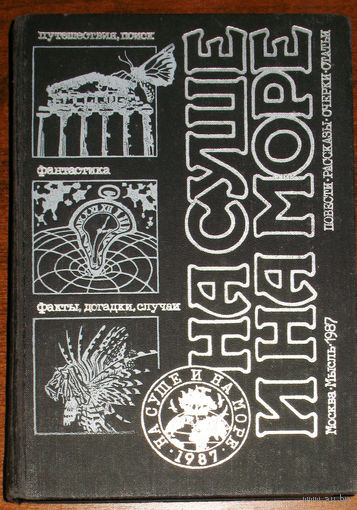 путешествия, поиск
фантастика
факты, догадки, случаи
НА СУШЕ
И НА МОРЕ
ПОВЕСТИ·РАССКАЗЫ·ОЧЕРКИ·СТАТЬИ
Москва·Мысль·1987
НА СУШЕ И НА МОРЕ
·1987·